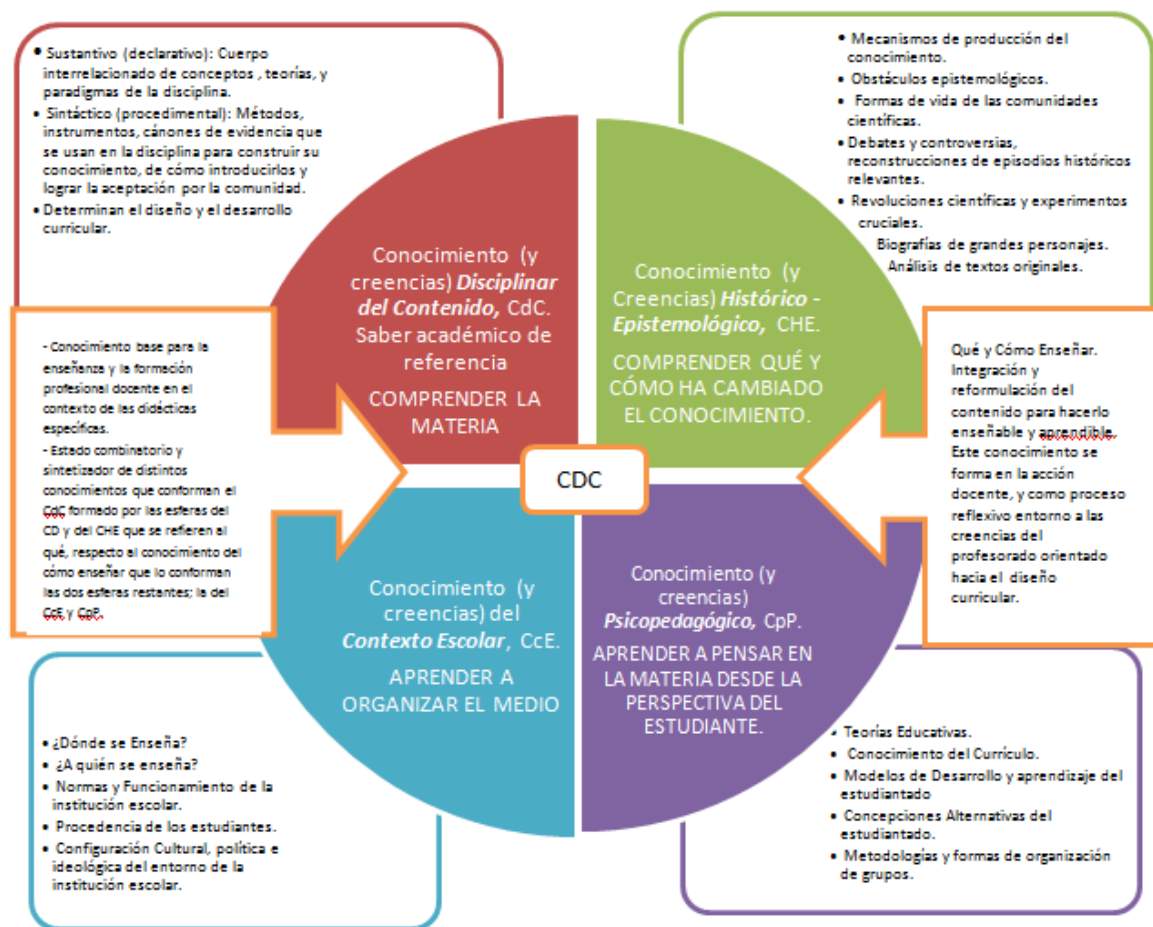 • Sustantivo (declarativo): Cuerpo
interrelacionado de conceptos , teorías, y
paradigmas de la disciplina.
• Sintáctico (procedimental): Métodos,
instrumentos, cánones de evidencia que
se usan en la disciplina para construir su
conocimiento, de cómo introducirlos y
lograr la aceptación por la comunidad.
• Determinan el diseño y el desarrollo
curricular.
• Mecanismos de producción del
conocimiento.
• Obstáculos epistemológicos.
• Formas de vida de las comunidades
científicas.
• Debates y controversias,
reconstrucciones de episodios históricos
relevantes.
• Revoluciones científicas y experimentos
cruciales.
Biografías de grandes personajes.
Análisis de textos originales.
Conocimiento (y
creencias) Disciplinar
del Contenido, CdC.
Saber académico de
referencia
COMPRENDER LA
MATERIA
Conocimiento (y
Creencias) Histórico -
Epistemológico, CHE.
COMPRENDER QUÉ Y
CÓMO HA CAMBIADO
EL CONOCIMIENTO.
- Conocimiento base para la
enseñanza y la formación
profesional docente en el
contexto de las didácticas
específicas.
- Estado combinatorio y
sintetizador de distintos
conocimientos que conforman el
CdC formado por las esferas del
CD y del CHE que se refieren al
qué, respecto al conocimiento del
cómo enseñar que lo conforman
las dos esferas restantes; la del
CcE y CpP.
CDC
Qué y Cómo Enseñar.
Integración y
reformulación del
contenido para hacerlo
enseñable y aprendible.
Este conocimiento se
forma en la acción
docente, y como proceso
reflexivo entorno a las
creencias del
profesorado orientado
hacia el diseño
curricular.
Conocimiento (y
creencias) del
Contexto Escolar, CcE.
APRENDER A
ORGANIZAR EL MEDIO
Conocimiento (y
creencias)
Psicopedagógico, CpP.
APRENDER A PENSAR EN
LA MATERIA DESDE LA
PERSPECTIVA DEL
ESTUDIANTE.
• ¿Dónde se Enseña?
• ¿A quién se enseña?
• Normas y Funcionamiento de la
institución escolar.
• Procedencia de los estudiantes.
• Configuración Cultural, política e
ideológica del entorno de la
institución escolar.
• Teorías Educativas.
• Conocimiento del Currículo.
• Modelos de Desarrollo y aprendizaje del
estudiantado
• Concepciones Alternativas del
estudiantado.
• Metodologías y formas de organización
de grupos.